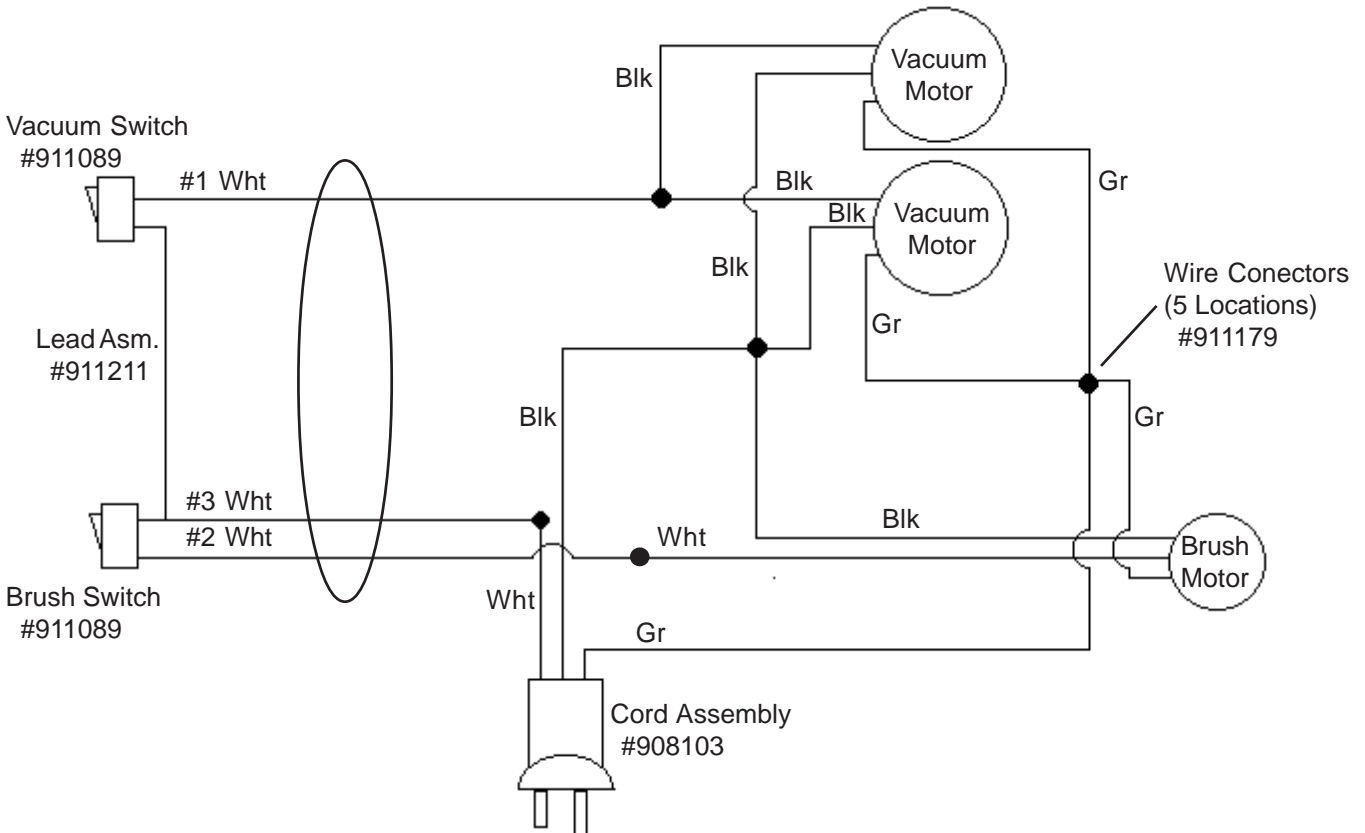 Vacuum
Motor
Blk
Vacuum Switch
#911089
#1 Wht
Blk
Gr
Blk
Vacuum
Motor
Blk
Wire Conectors
(5 Locations)
#911179
Gr
Lead Asm.
#911211
Blk
Gr
#3 Wht
Blk
#2 Wht
Wht
Brush
Motor
Brush Switch
#911089
Wht
Gr
Cord Assembly
#908103